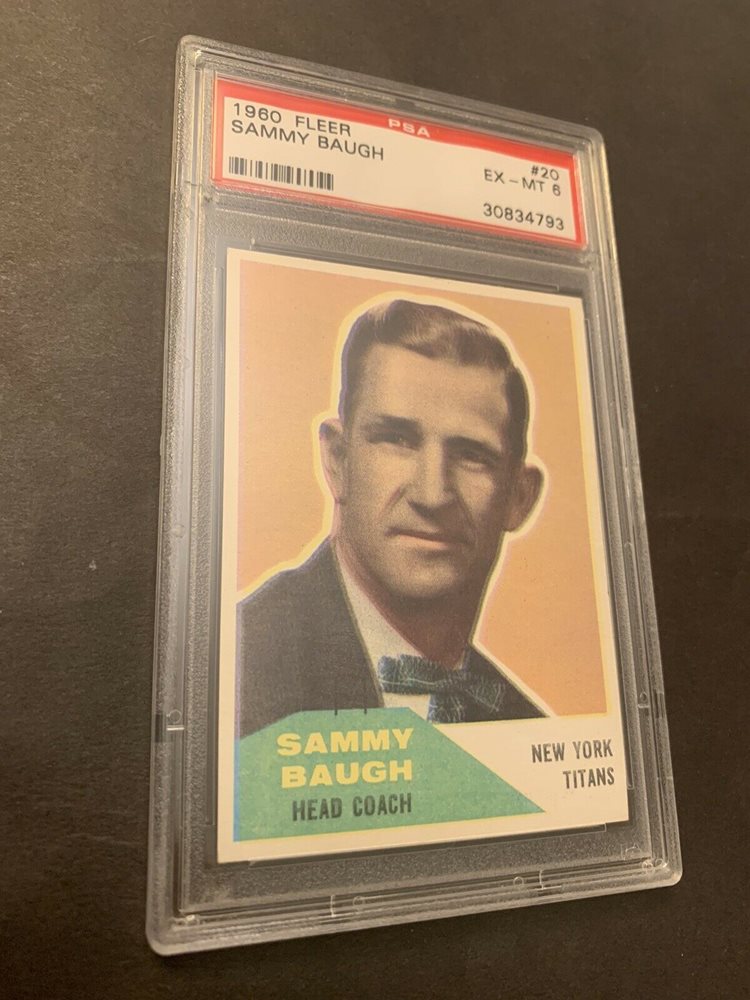 1960 FLEER
SAMMY BAUGH
PSA
#20
EX - MT 6
30834793
SAMMY
BAUGH
HEAD COACH
NEW YORK
TITANS